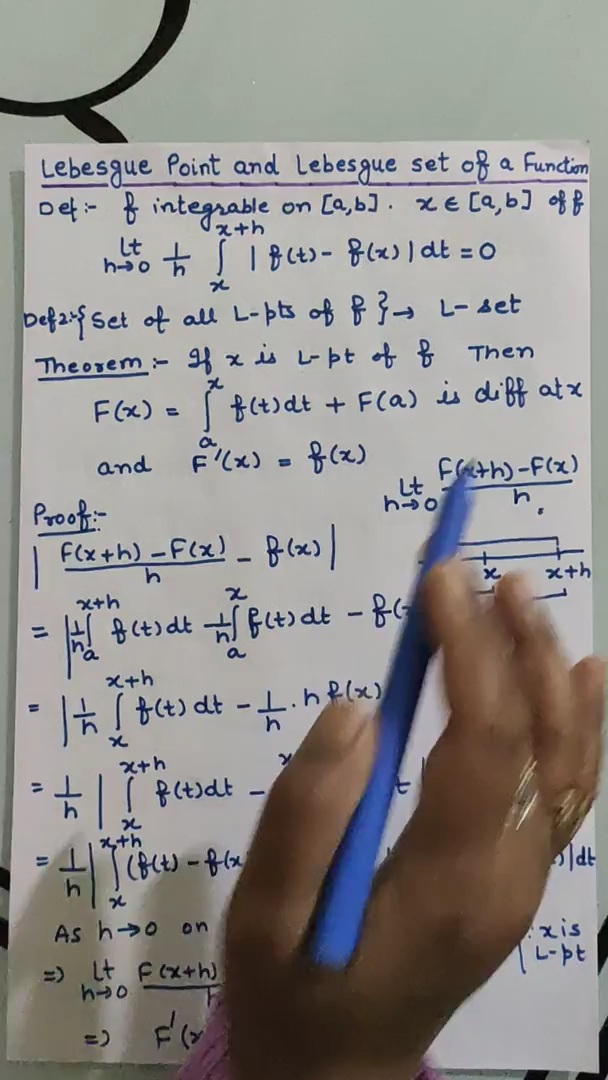 Lebesgue Point and Lebesgue set of a Function
Def:- f integrable on [a,b]. x ∈ [a,b] of f
Lt h→0 1/h ∫_x^{x+h} | f(t) - f(x) | dt = 0
Def2:- {Set of all L-pts of f} → L-set
Theorem:- If x is L-pt of f Then
F(x) = ∫_a^x f(t)dt + F(a) is diff at x
and F'(x) = f(x)
Lt h→0 F(x+h)-F(x) / h
Proof:-
| F(x+h) - F(x) / h - f(x) |
x x+h
= | 1/h ∫_a^{x+h} f(t)dt - 1/h ∫_a^x f(t)dt - f(
= | 1/h ∫_x^{x+h} f(t)dt - 1/h . h f(x)
= 1/h | ∫_x^{x+h} f(t)dt -
= 1/h | ∫_x^{x+h} (f(t) - f(x )| dt
As h→0 on x is
L-pt
=> Lt h→0 F(x+h)
=> F'(x